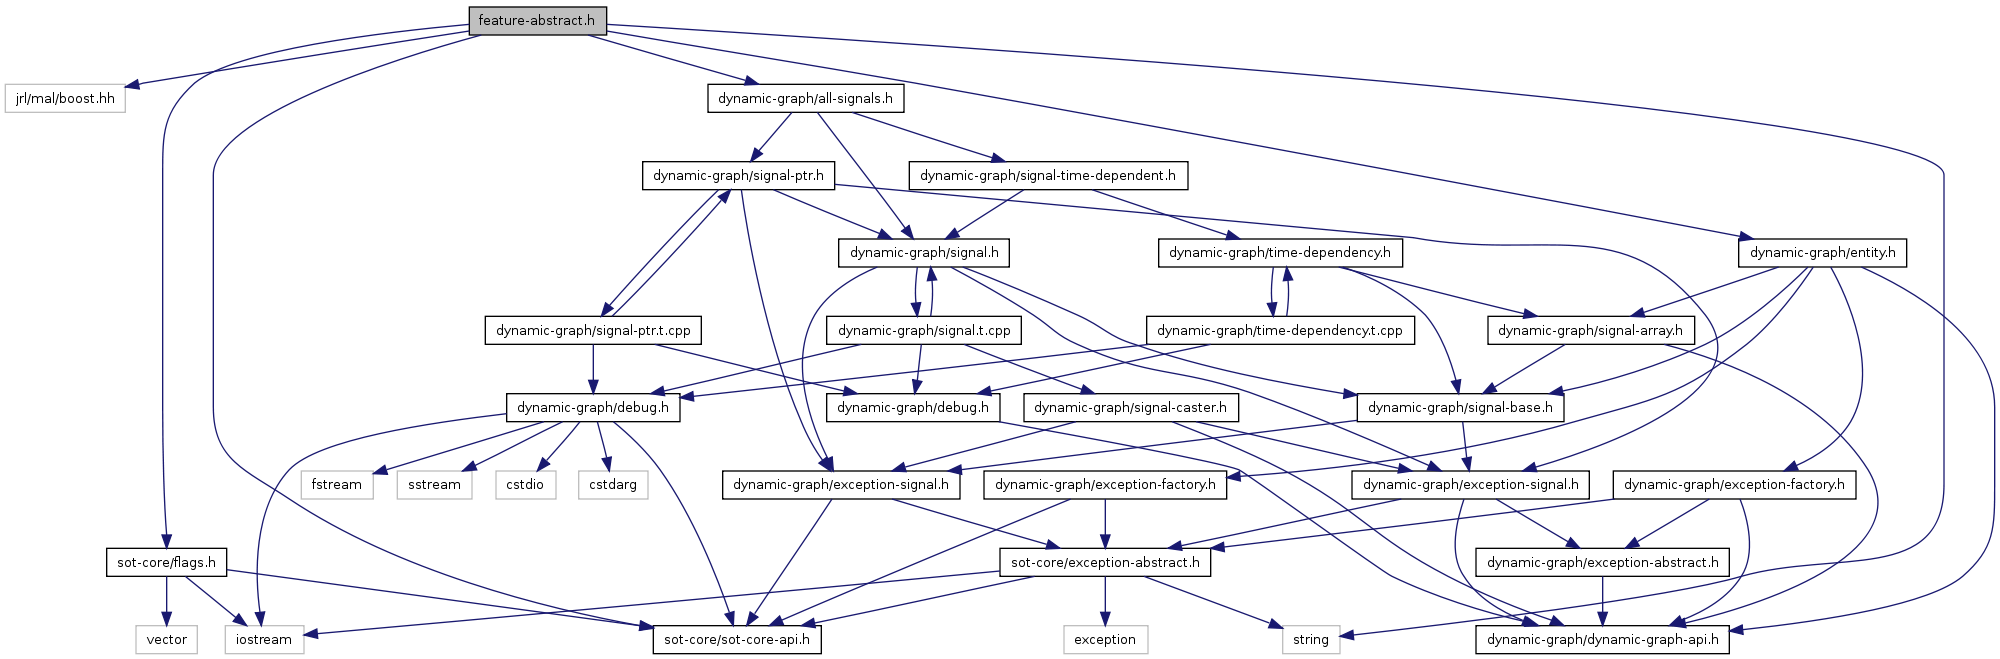 feature-abstract.h
jrl/mal/boost.hh
dynamic-graph/all-signals.h
dynamic-graph/signal-ptr.h
dynamic-graph/signal-time-dependent.h
dynamic-graph/signal.h
dynamic-graph/time-dependency.h
dynamic-graph/entity.h
dynamic-graph/signal-ptr.t.cpp
dynamic-graph/signal.t.cpp
dynamic-graph/time-dependency.t.cpp
dynamic-graph/signal-array.h
dynamic-graph/debug.h
dynamic-graph/debug.h
dynamic-graph/signal-caster.h
dynamic-graph/signal-base.h
fstream
sstream
cstdio
cstdarg
dynamic-graph/exception-signal.h
dynamic-graph/exception-factory.h
dynamic-graph/exception-signal.h
dynamic-graph/exception-factory.h
sot-core/flags.h
sot-core/exception-abstract.h
dynamic-graph/exception-abstract.h
vector
iostream
sot-core/sot-core-api.h
exception
string
dynamic-graph/dynamic-graph-api.h